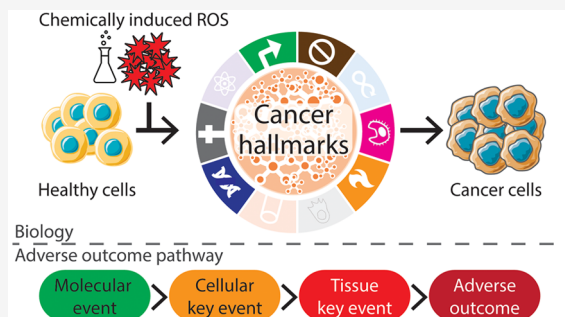 Chemically induced ROS
Cancer
hallmarks
Healthy cells
Cancer cells
Biology
Adverse outcome pathway
Molecular
event
Cellular
key event
Tissue
key event
Adverse
outcome